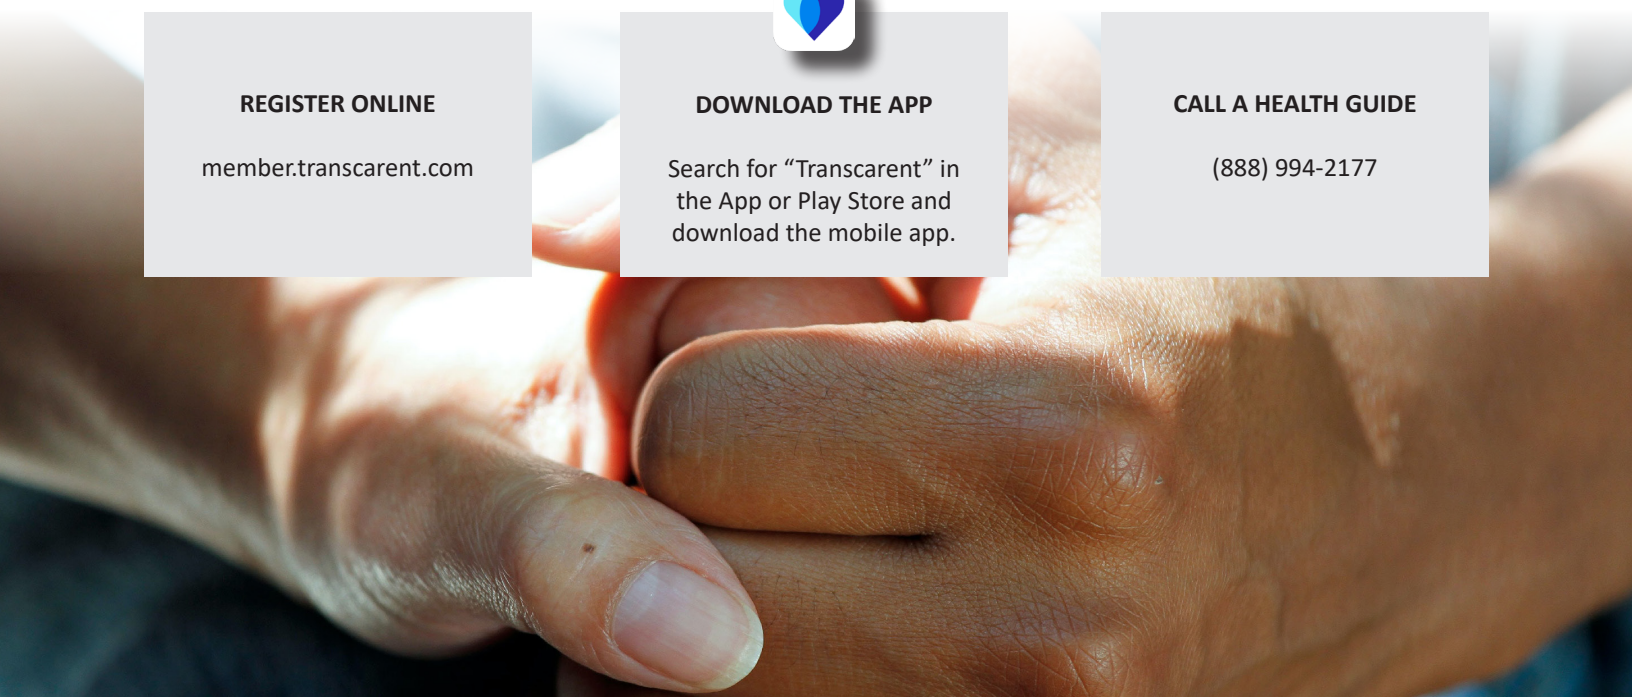 REGISTER ONLINE
member.transcarent.com
DOWNLOAD THE APP
Search for “Transcarent” in
the App or Play Store and
download the mobile app.
CALL A HEALTH GUIDE
(888) 994-2177